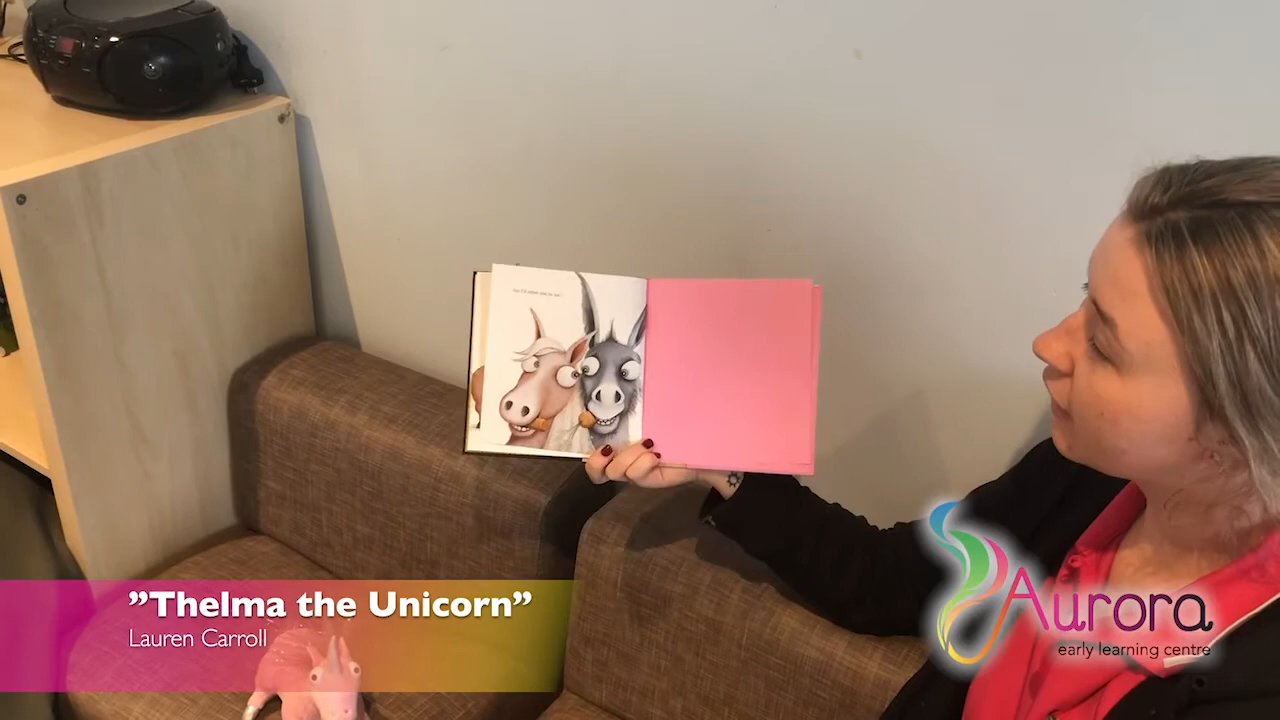 "Thelma the Unicorn"
Lauren Carroll
Aurora
early learning centre